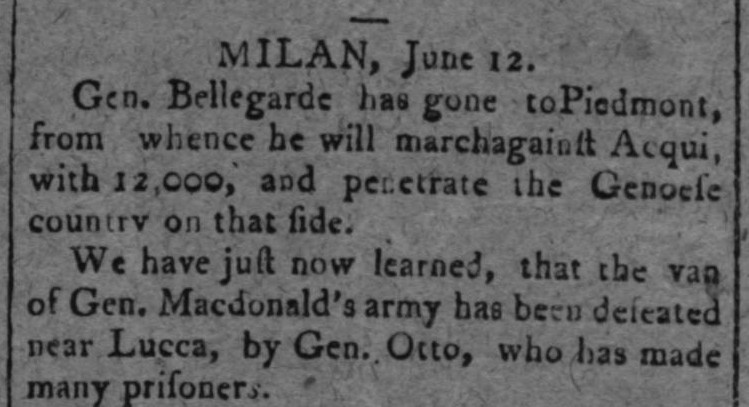 MILAN, June 12.
Gen. Bellegarde has gone toPiedmont,
from whence he will marchagainſt Acqui,
with 12,000, and penetrate the Genoeſe
country on that ſide.
We have juſt now learned, that the van
of Gen. Macdonald's army has been defeated
near Lucca, by Gen. Otto, who has made
many priſoners.